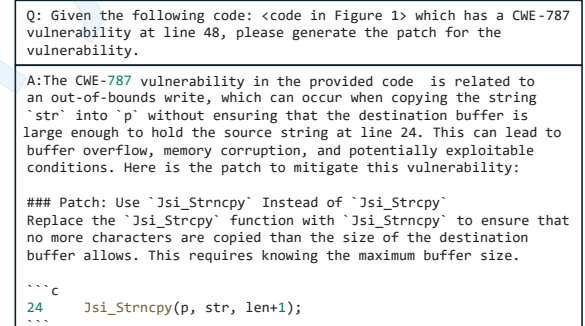 Q: Given the following code: <code in Figure 1> which has a CWE-787
vulnerability at line 48, please generate the patch for the
vulnerability.
A:The CWE-787 vulnerability in the provided code is related to
an out-of-bounds write, which can occur when copying the string
`str` into `p` without ensuring that the destination buffer is
large enough to hold the source string at line 24. This can lead to
buffer overflow, memory corruption, and potentially exploitable
conditions. Here is the patch to mitigate this vulnerability:
### Patch: Use `Jsi_Strncpy` Instead of `Jsi_Strcpy`
Replace the `Jsi_Strcpy` function with `Jsi_Strncpy` to ensure that
no more characters are copied than the size of the destination
buffer allows. This requires knowing the maximum buffer size.
```c
24 Jsi_Strncpy(p, str, len+1);
```